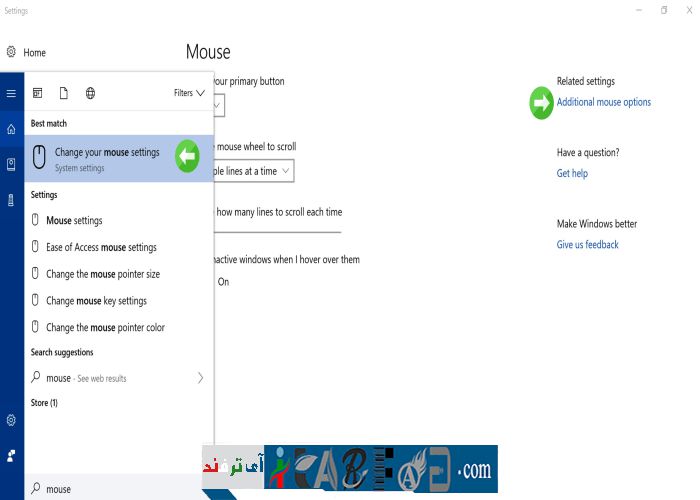 Settings
Home
Mouse
Filters
Best match
Change your mouse settings
System settings
Settings
Mouse settings
Ease of Access mouse settings
Change the mouse pointer size
Change mouse key settings
Change the mouse pointer color
Search suggestions
mouse - See web results
Store (1)
mouse
our primary button
mouse wheel to scroll
ple lines at a time
how many lines to scroll each time
nactive windows when I hover over them
On
Related settings
Additional mouse options
Have a question?
Get help
Make Windows better
Give us feedback
آی ترفند
.com